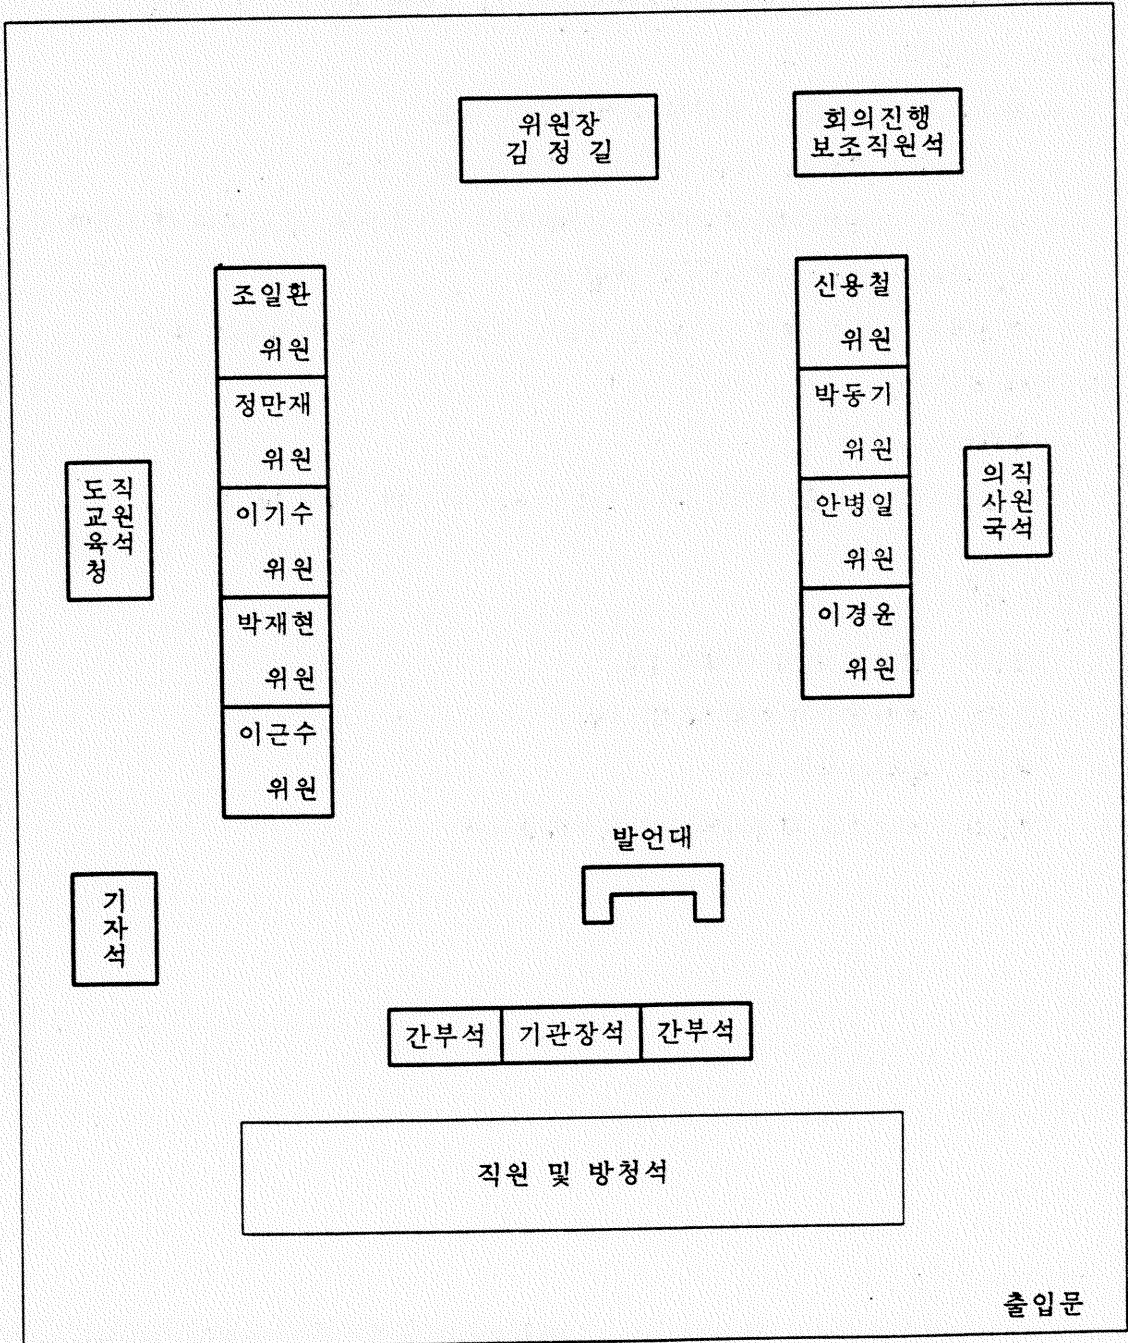 위원장
김 정 길
회의진행
보조직원석
조일환
위원
정만재
위원
이기수
위원
박재현
위원
이근수
위원
신용철
위원
박동기
위원
안병일
위원
이경윤
위원
도교육청
직원석
의사국
직원석
기자석
발언대
간부석 기관장석 간부석
직원 및 방청석
출입문